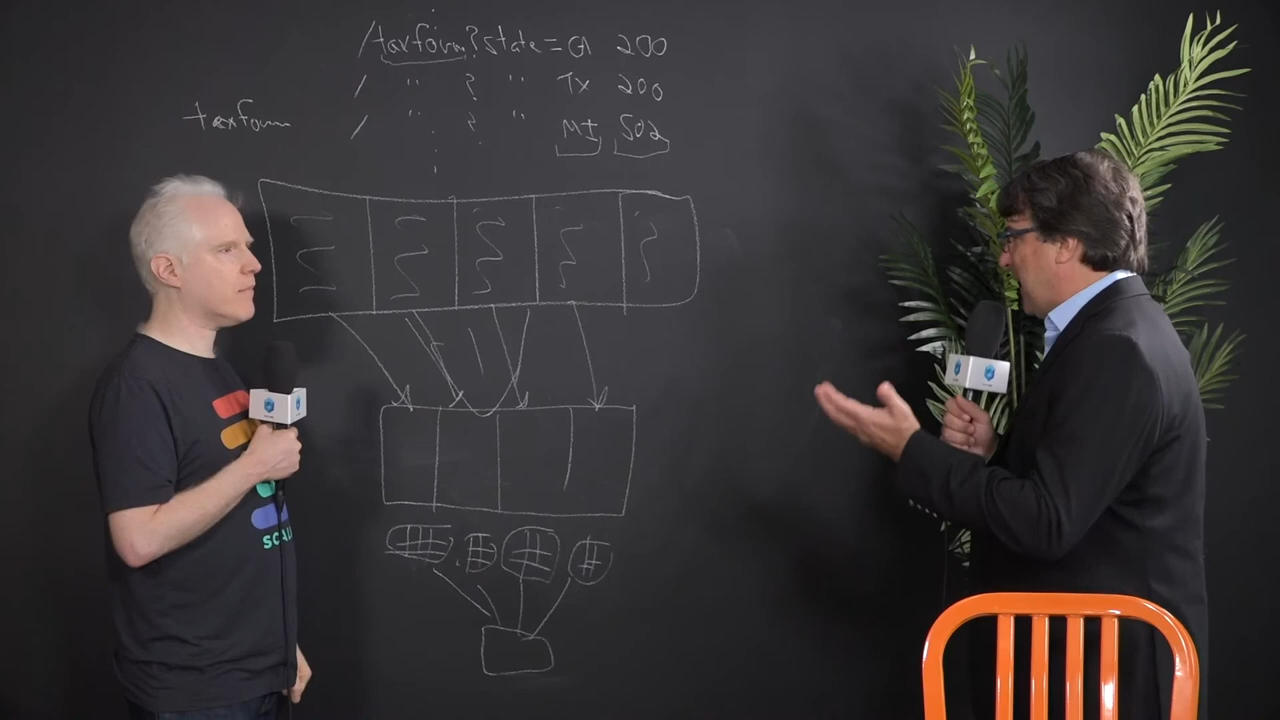 /taxform?state=GA 200
/ " ? " TX 200
taxform
/ " ? " MI 502
SCAL